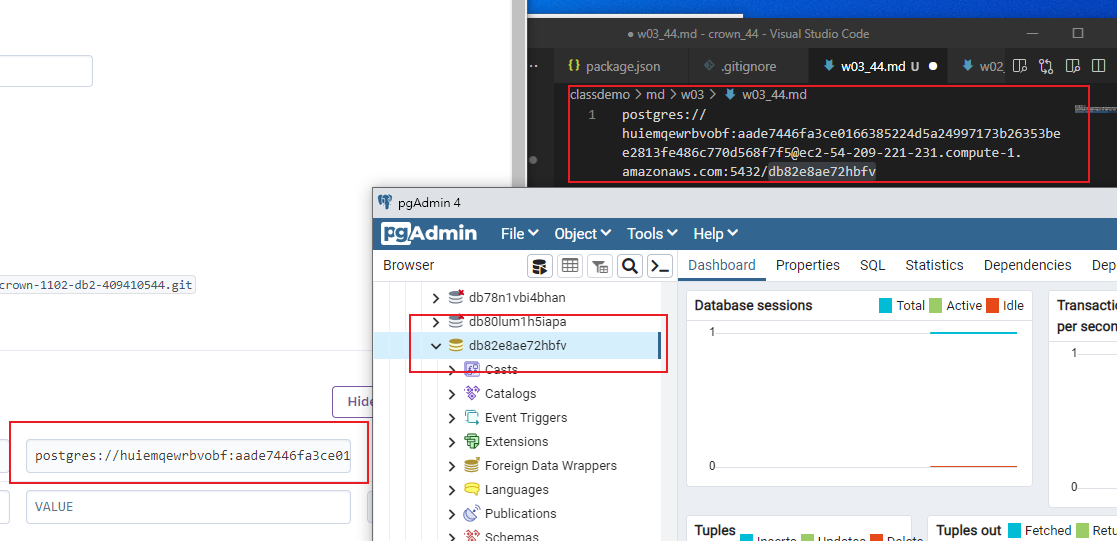 w03_44.md - crown_44 - Visual Studio Code
package.json
.gitignore
w03_44.md U
w02_
classdemo > md > w03 > w03_44.md
1 postgres://
huiemqewrbvobf:aade7446fa3ce0166385224d5a24997173b26353be
e2813fe486c770d568f7f5@ec2-54-209-221-231.compute-1.
amazonaws.com:5432/db82e8ae72hbfv
crown-1102-db2-409410544.git
Hide
postgres://huiemqewrbvobf:aade7446fa3ce01
VALUE
pgAdmin 4
pgAdmin
File
Object
Tools
Help
Browser
Dashboard
Properties
SQL
Statistics
Dependencies
Dep
db78n1vbi4bhan
db80lum1h5iapa
db82e8ae72hbfv
Casts
Catalogs
Event Triggers
Extensions
Foreign Data Wrappers
Languages
Publications
Schemas
Database sessions
Total
Active
Idle
1
0
Transactio
per secon
1
0
Tuples
Inserts
Updates
Delete
Tuples out
Fetched
Retu